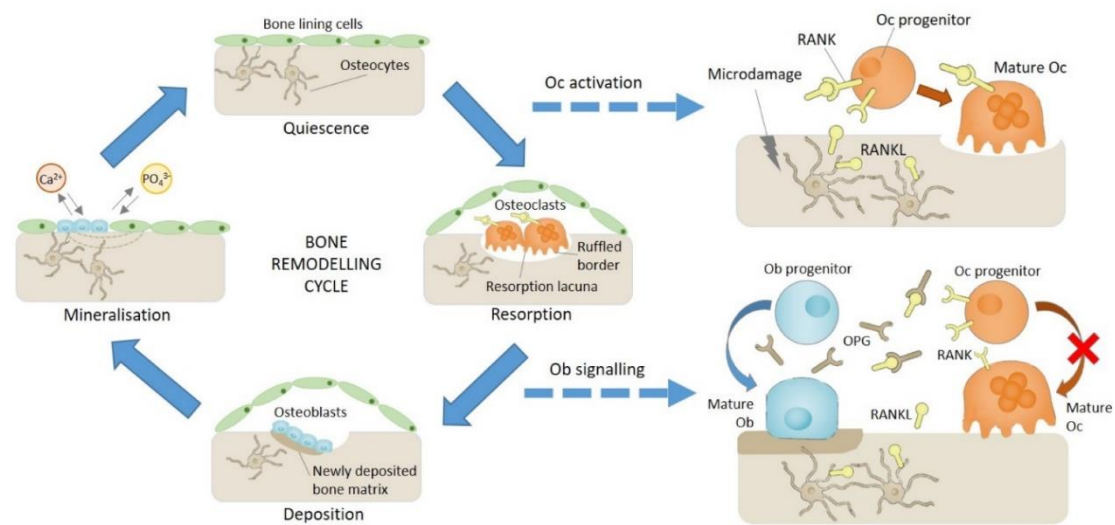 Bone lining cells
Osteocytes
Quiescence
Oc activation
Oc progenitor
RANK
Mature Oc
Microdamage
RANKL
Ca²⁺
PO₄³⁻
Mineralisation
BONE
REMODELLING
CYCLE
Osteoclasts
Ruffled
border
Resorption lacuna
Resorption
Ob signalling
Ob progenitor
Oc progenitor
OPG
RANK
Mature
Ob
RANKL
Mature
Oc
Osteoblasts
Newly deposited
bone matrix
Deposition